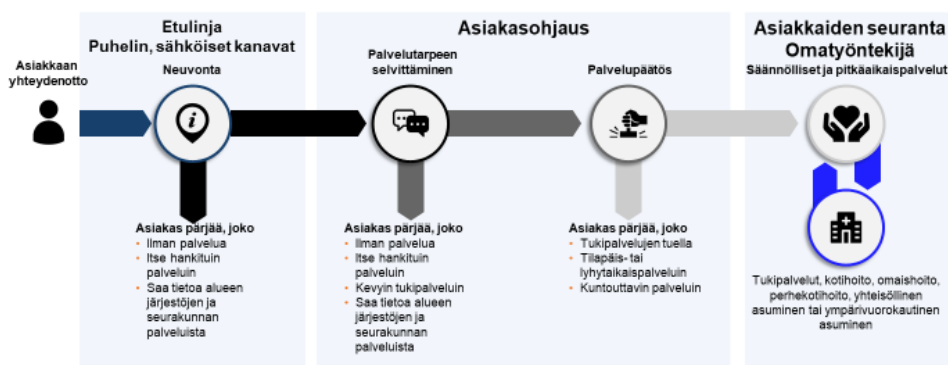 Asiakkaan
yhteydenotto
Etulinja
Puhelin, sähköiset kanavat
Neuvonta
i
Asiakas pärjää, joko
• Ilman palvelua
• Itse hankituin
palveluin
• Saa tietoa alueen
järjestöjen ja
seurakunnan
palveluista
Asiakasohjaus
Palvelutarpeen
selvittäminen
Asiakas pärjää, joko
• Ilman palvelua
• Itse hankituin
palveluin
• Kevyin tukipalveluin
• Saa tietoa alueen
järjestöjen ja
seurakunnan
palveluista
Palvelupäätös
Asiakas pärjää, joko
• Tukipalvelujen tuella
• Tilapäis- tai
lyhytaikaispalveluin
• Kuntouttavin palveluin
Asiakkaiden seuranta
Omatyöntekijä
Säännölliset ja pitkäaikaispalvelut
Tukipalvelut, kotihoito, omaishoito,
perhekotihoito, yhteisöllinen
asuminen tai ympärivuorokautinen
asuminen